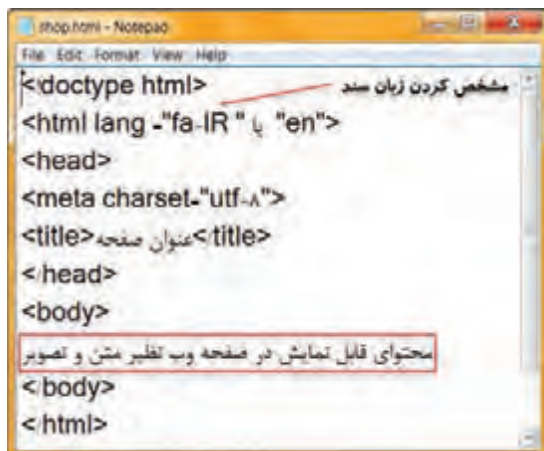 shop.html - Notepad
File Edit Format View Help
<!doctype html>
مشخص کردن زبان سند
<html lang ="fa-IR " یا "en">
<head>
<meta charset="utf-۸">
<title>عنوان صفحه</title>
</head>
<body>
محتوای قابل نمایش در صفحه وب نظیر متن و تصویر
</body>
</html>